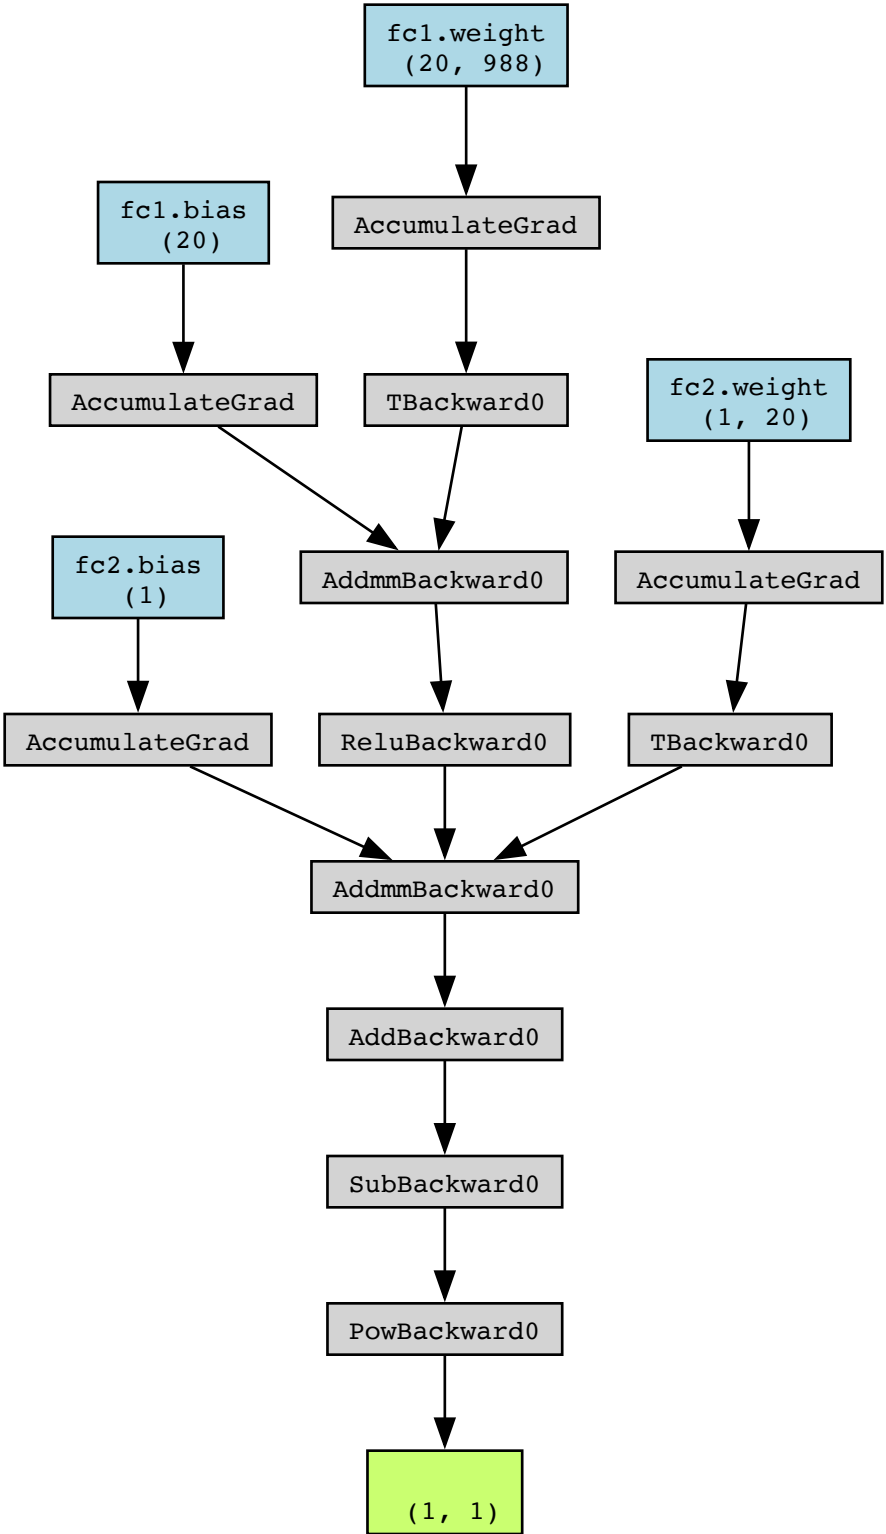 fc1.weight
(20, 988)
fc1.bias
(20)
AccumulateGrad
AccumulateGrad
TBackward0
fc2.weight
(1, 20)
fc2.bias
(1)
AddmmBackward0
AccumulateGrad
AccumulateGrad
ReluBackward0
TBackward0
AddmmBackward0
AddBackward0
SubBackward0
PowBackward0
(1, 1)